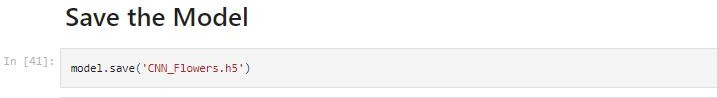 Save the Model
In [41]:
model.save('CNN_Flowers.h5')